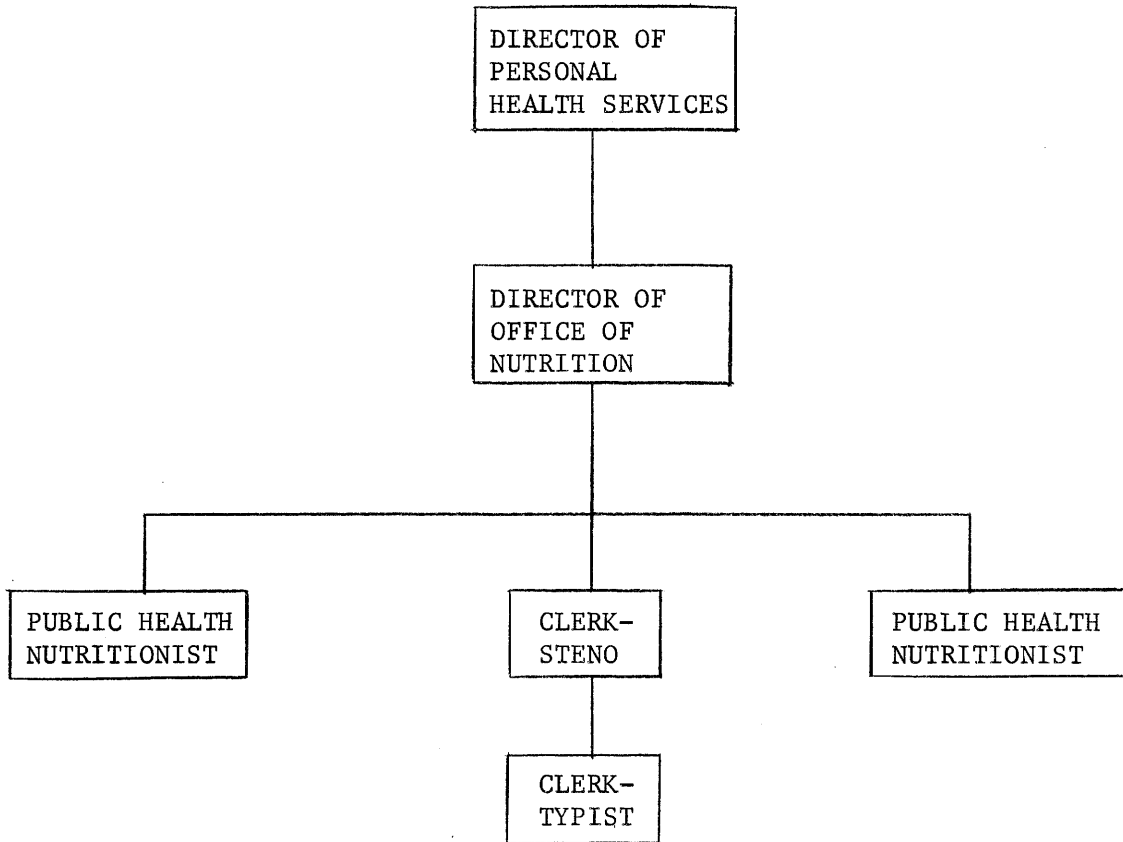 DIRECTOR OF
PERSONAL
HEALTH SERVICES
DIRECTOR OF
OFFICE OF
NUTRITION
PUBLIC HEALTH
NUTRITIONIST
CLERK-
STENO
PUBLIC HEALTH
NUTRITIONIST
CLERK-
TYPIST